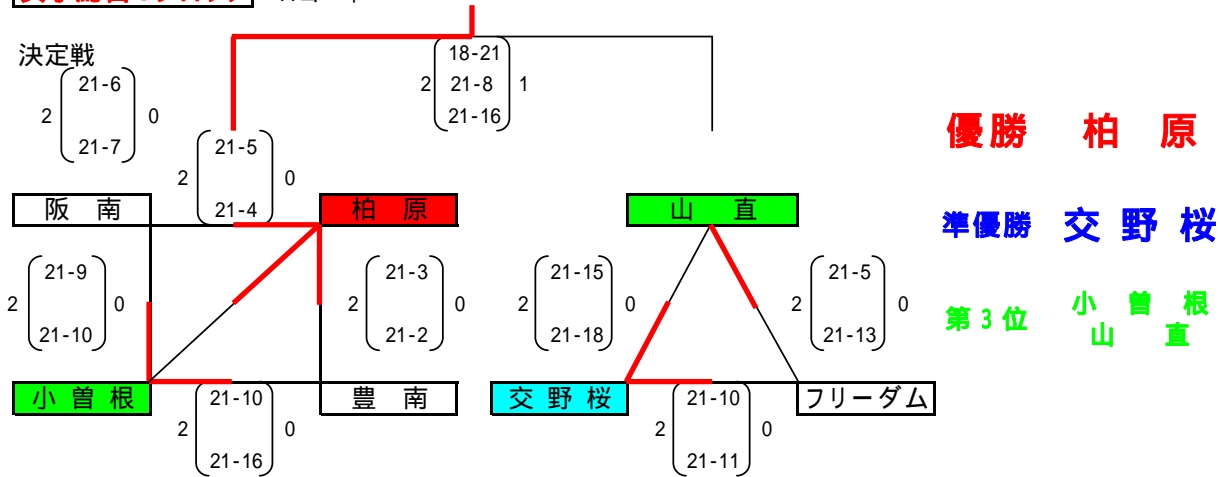 決定戦
21-6
2 0
21-7
18-21
2 21-8 1
21-16
21-5
2 0
21-4
優勝 柏原
阪南
柏原
山直
準優勝 交野桜
21-9
2 0
21-10
21-3
2 0
21-2
21-15
2 0
21-18
21-5
2 0
21-13
第3位 小曽根
山直
小曽根
豊南
交野桜
フリーダム
21-10
2 0
21-16
21-10
2 0
21-11